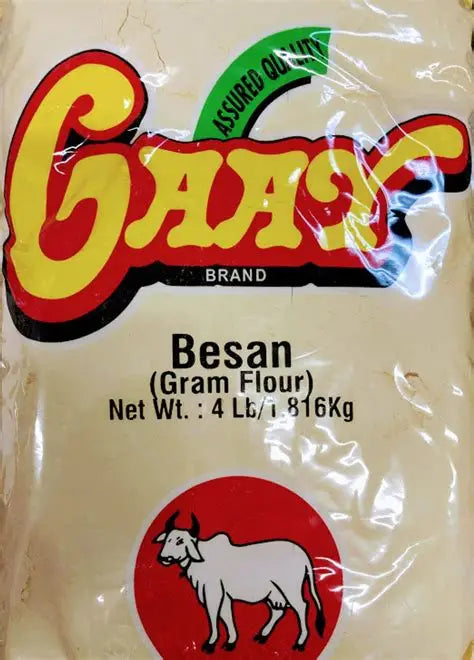 ASSURED QUALITY
GAAY
BRAND
Besan
(Gram Flour)
Net Wt. : 4 Lb/1.816Kg